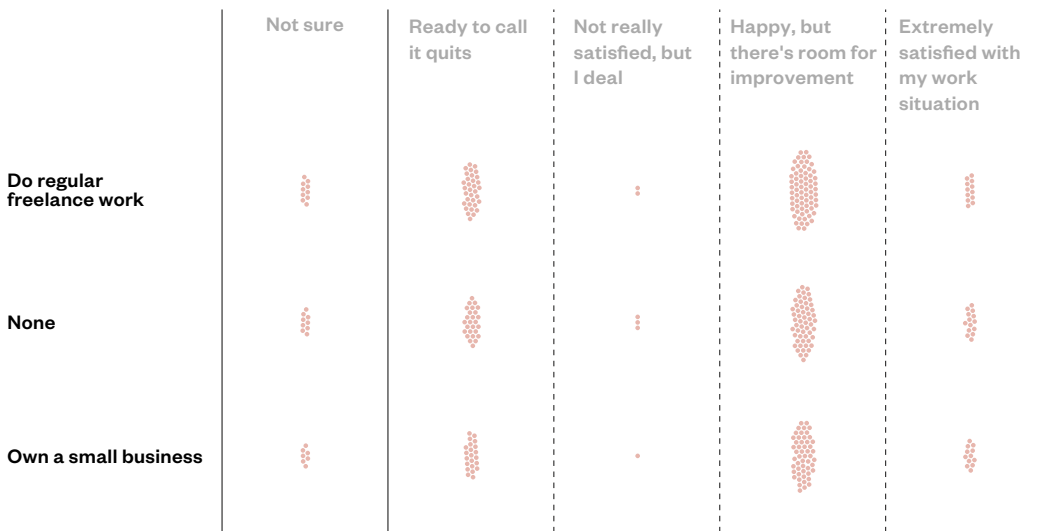 Not sure
Ready to call
it quits
Not really
satisfied, but
I deal
Happy, but
there's room for
improvement
Extremely
satisfied with
my work
situation
Do regular
freelance work
None
Own a small business